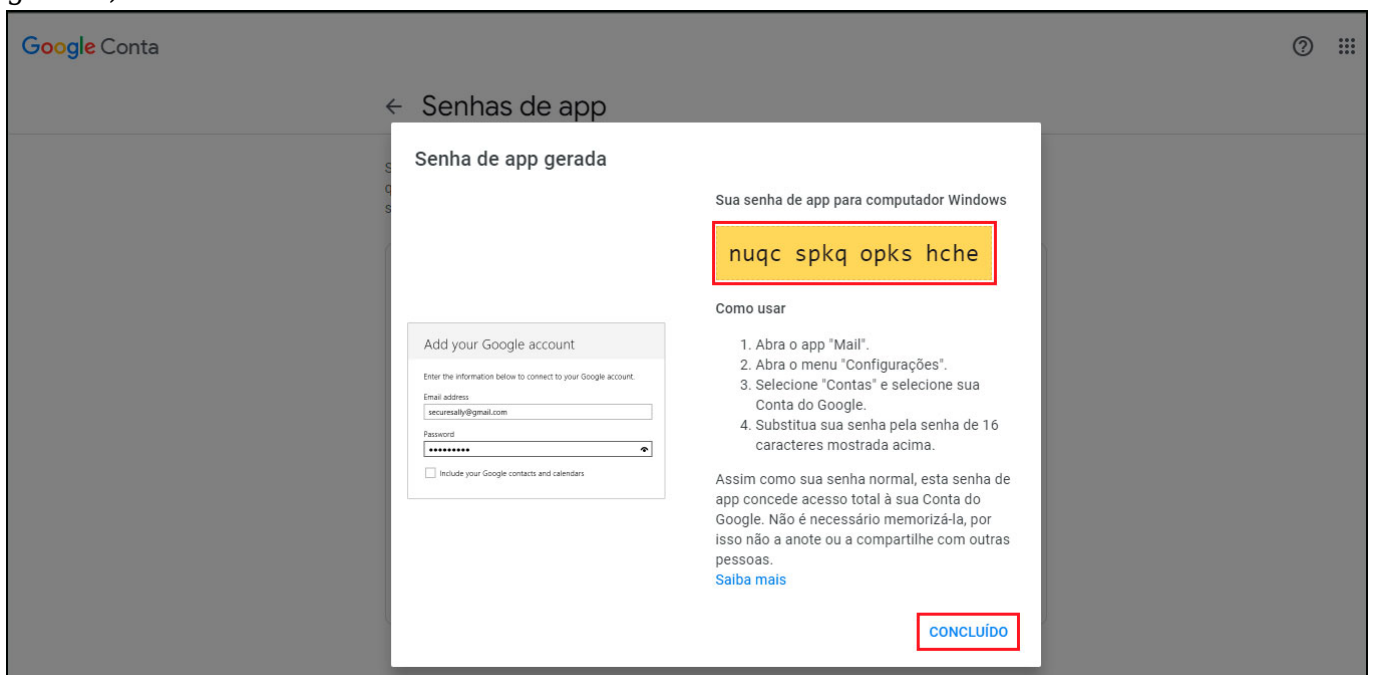 Google Conta
← Senhas de app
Senha de app gerada
Sua senha de app para computador Windows
nuqc spkq opks hche
Como usar
1. Abra o app "Mail".
2. Abra o menu "Configurações".
3. Selecione "Contas" e selecione sua
Conta do Google.
4. Substitua sua senha pela senha de 16
caracteres mostrada acima.
Assim como sua senha normal, esta senha de
app concede acesso total à sua Conta do
Google. Não é necessário memorizá-la, por
isso não a anote ou a compartilhe com outras
pessoas.
Saiba mais
Add your Google account
Enter the information below to connect to your Google account.
Email address
securesally@gmail.com
Password
•••••••••
Include your Google contacts and calendars
CONCLUÍDO